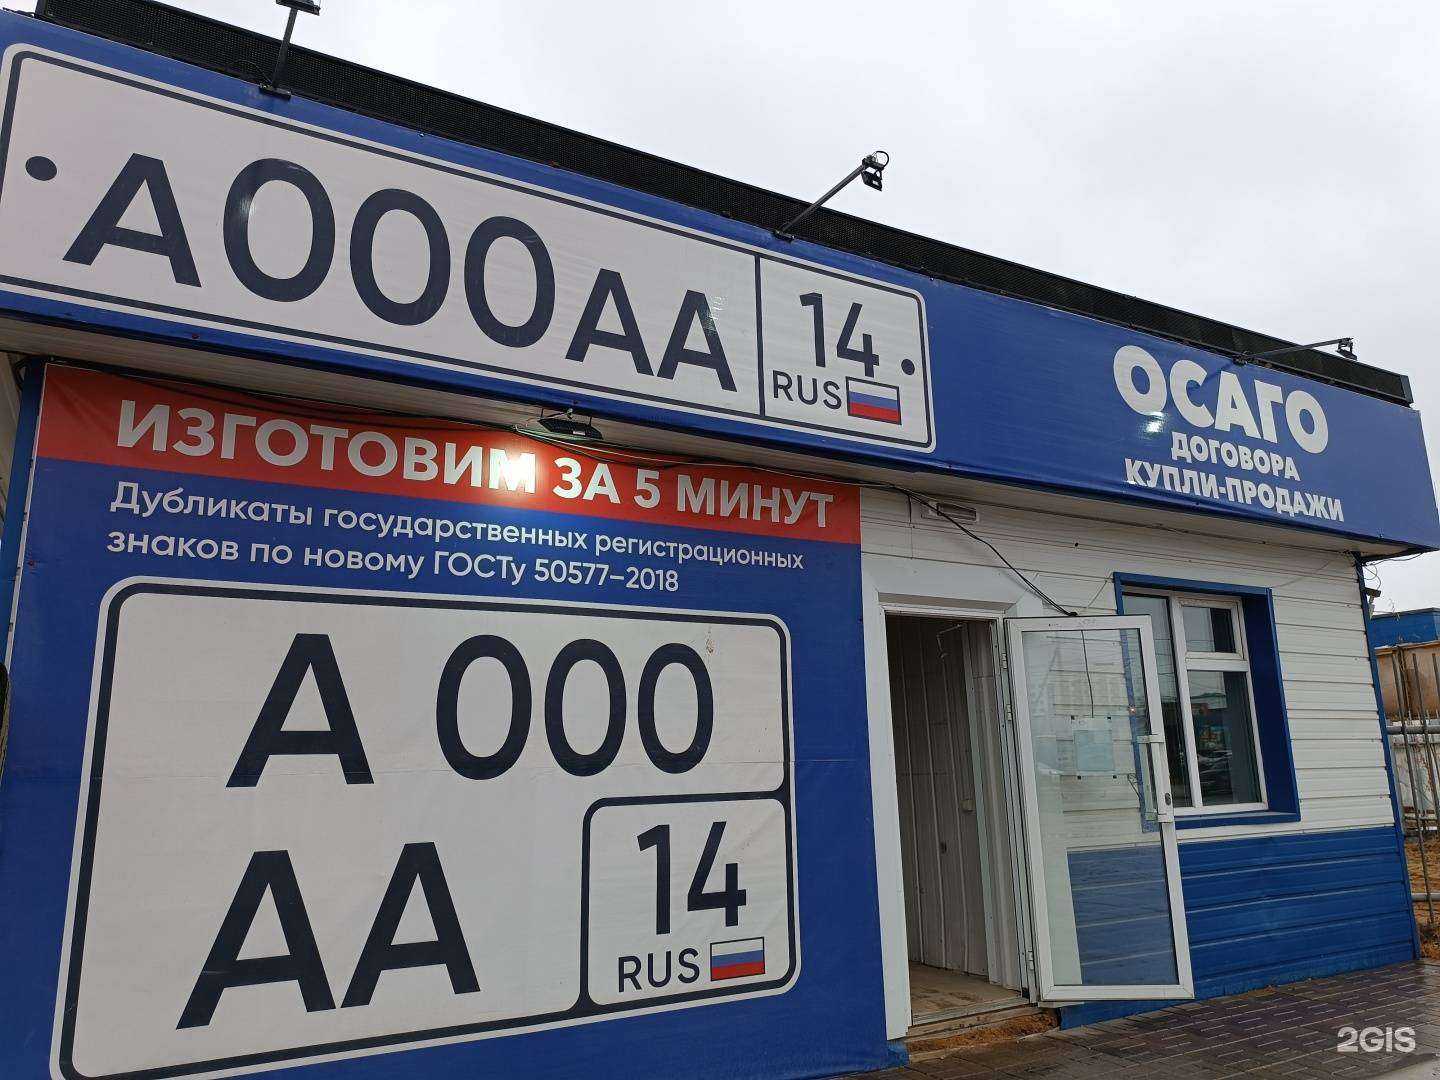 А000АА 14
RUS
ОСАГО
ДОГОВОРА
КУПЛИ-ПРОДАЖИ
ИЗГОТОВИМ ЗА 5 МИНУТ
Дубликаты государственных регистрационных
знаков по новому ГОСТу 50577–2018
А 000
АА 14
RUS
2GIS